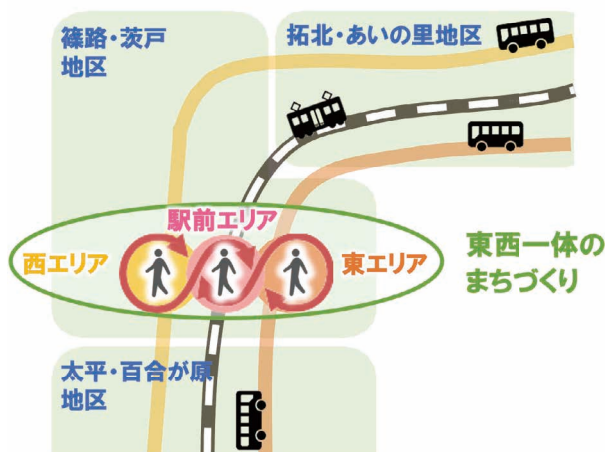 篠路・茨戸
地区
拓北・あいの里地区
駅前エリア
西エリア
東エリア
東西一体の
まちづくり
太平・百合が原
地区